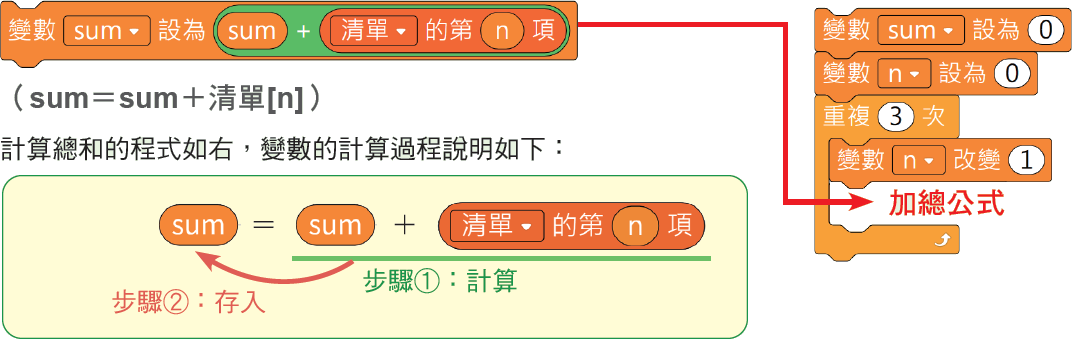 變數 sum 設為 sum + 清單 的第 n 項
（sum＝sum＋清單[n]）
計算總和的程式如右，變數的計算過程說明如下：
sum = sum + 清單 的第 n 項
步驟①：計算
步驟②：存入
變數 sum 設為 0
變數 n 設為 0
重複 3 次
變數 n 改變 1
加總公式